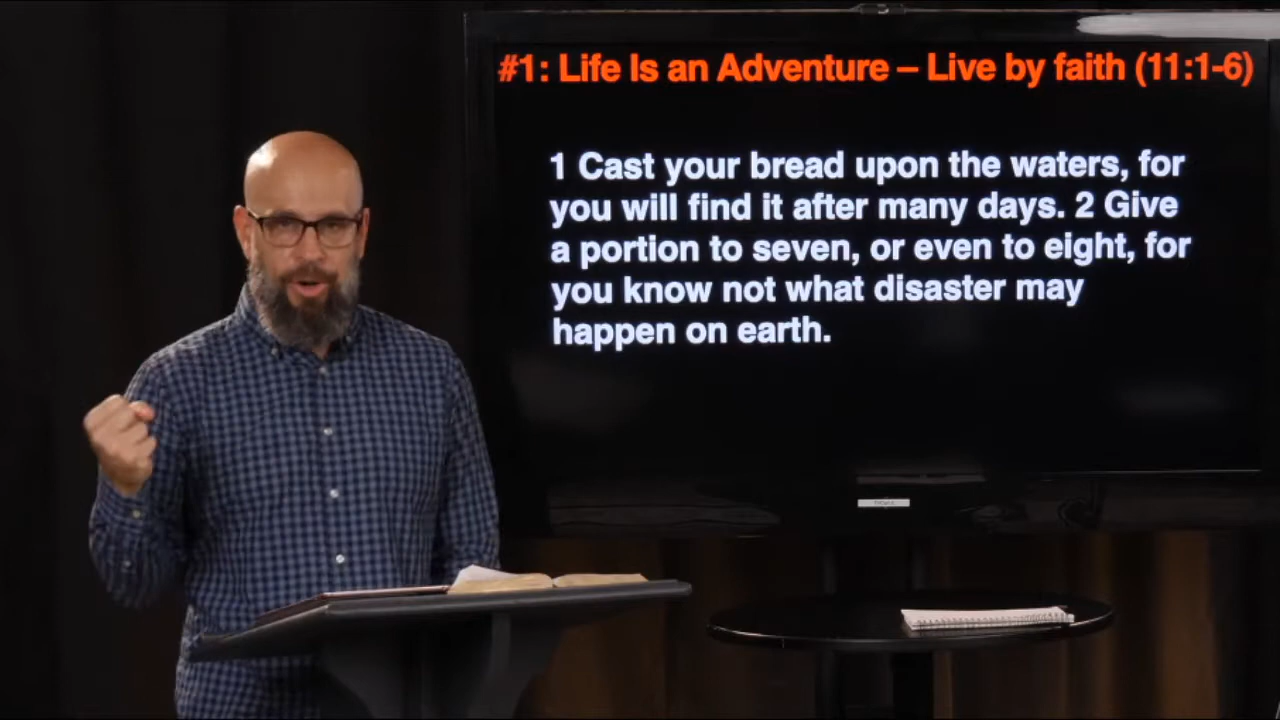 #1: Life Is an Adventure – Live by faith (11:1-6)
1 Cast your bread upon the waters, for
you will find it after many days. 2 Give
a portion to seven, or even to eight, for
you know not what disaster may
happen on earth.